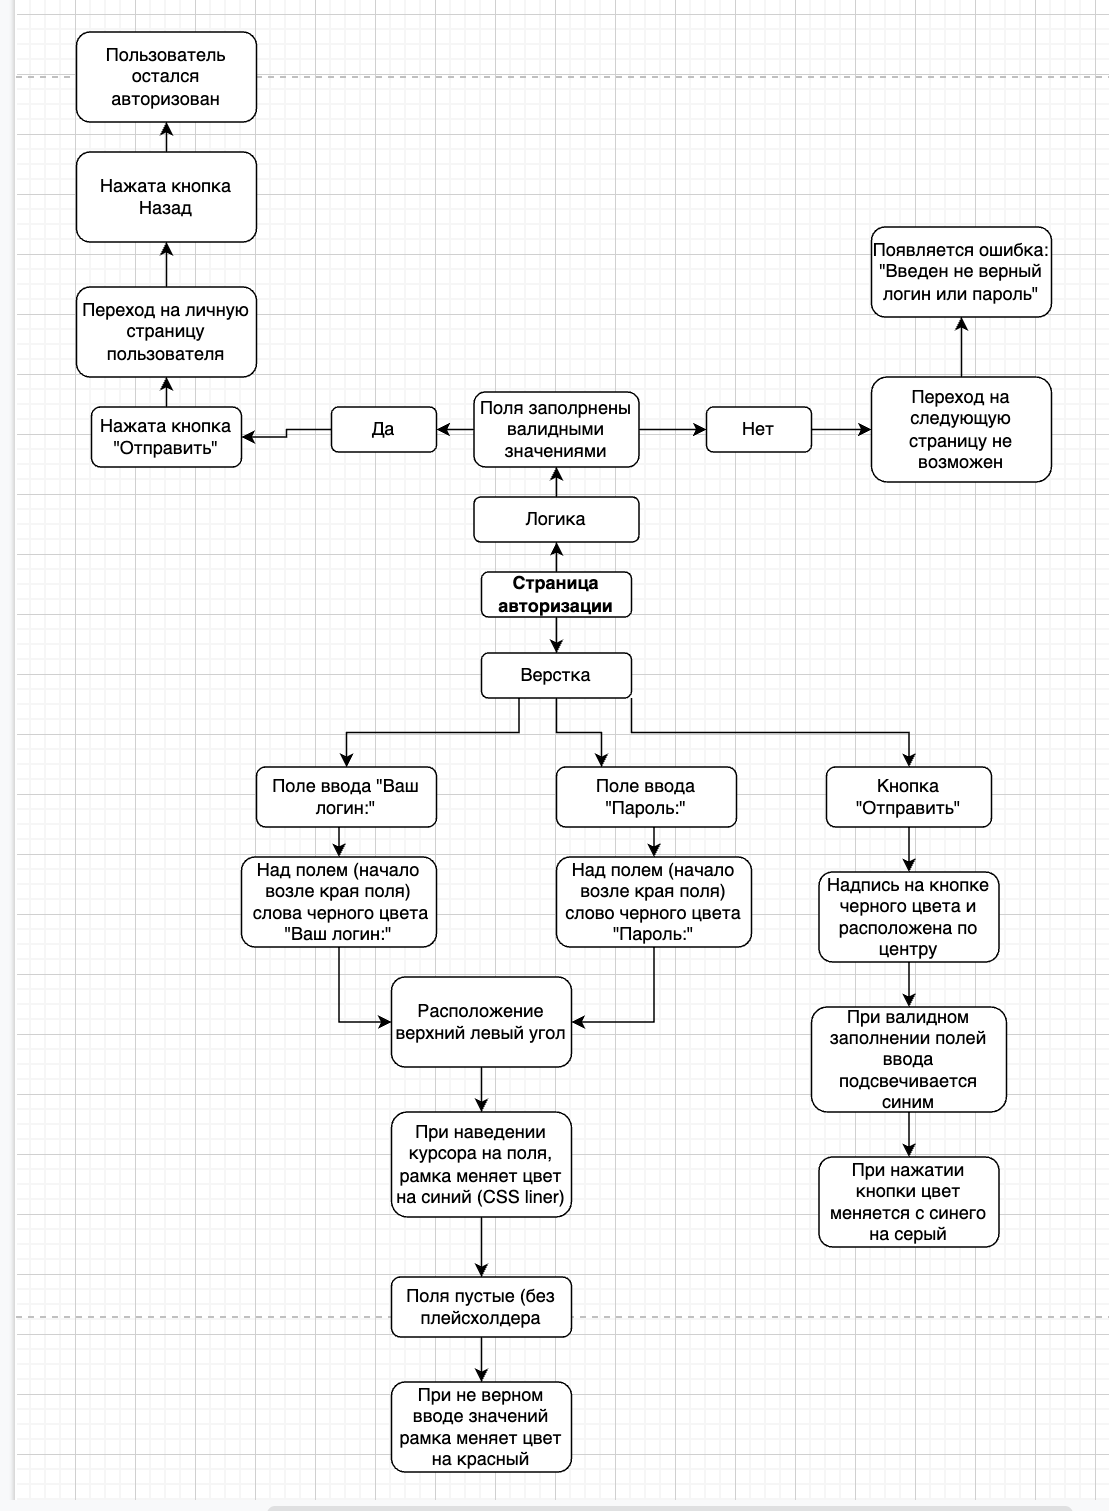 Пользователь
остался
авторизован
Нажата кнопка
Назад
Переход на личную
страницу
пользователя
Нажата кнопка
"Отправить"
Да
Поля заполрнены
валидными
значениями
Нет
Переход на
следующую
страницу не
возможен
Появляется ошибка:
"Введен не верный
логин или пароль"
Логика
Страница
авторизации
Верстка
Поле ввода "Ваш
логин:"
Поле ввода
"Пароль:"
Кнопка
"Отправить"
Над полем (начало
возле края поля)
слова черного цвета
"Ваш логин:"
Над полем (начало
возле края поля)
слово черного цвета
"Пароль:"
Надпись на кнопке
черного цвета и
расположена по
центру
Расположение
верхний левый угол
При валидном
заполнении полей
ввода
подсвечивается
синим
При наведении
курсора на поля,
рамка меняет цвет
на синий (CSS liner)
При нажатии
кнопки цвет
меняется с синего
на серый
Поля пустые (без
плейсхолдера
При не верном
вводе значений
рамка меняет цвет
на красный